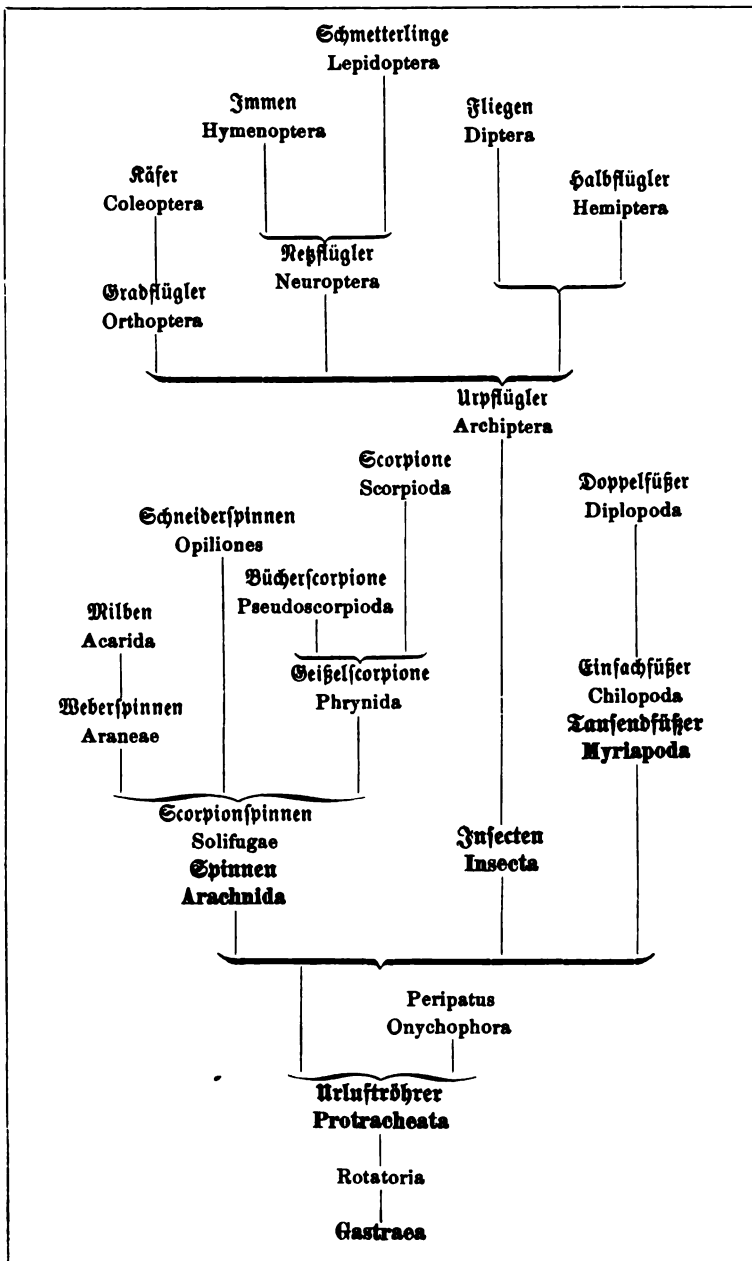 Schmetterlinge
Lepidoptera
Immen
Hymenoptera
Fliegen
Diptera
Käfer
Coleoptera
Halbflügler
Hemiptera
Netzflügler
Neuroptera
Gradflügler
Orthoptera
Urpflügler
Archiptera
Scorpione
Scorpioda
Doppelfüßer
Diplopoda
Schneiderspinnen
Opiliones
Bücherscorpione
Pseudoscorpioda
Milben
Acarida
Geißelscorpione
Phrynida
Einfachfüßer
Chilopoda
Tausendfüßer
Myriapoda
Weberspinnen
Araneae
Scorpionspinnen
Solifugae
Spinnen
Arachnida
Insecten
Insecta
Peripatus
Onychophora
Urluftröhrer
Protracheata
Rotatoria
Gastraea